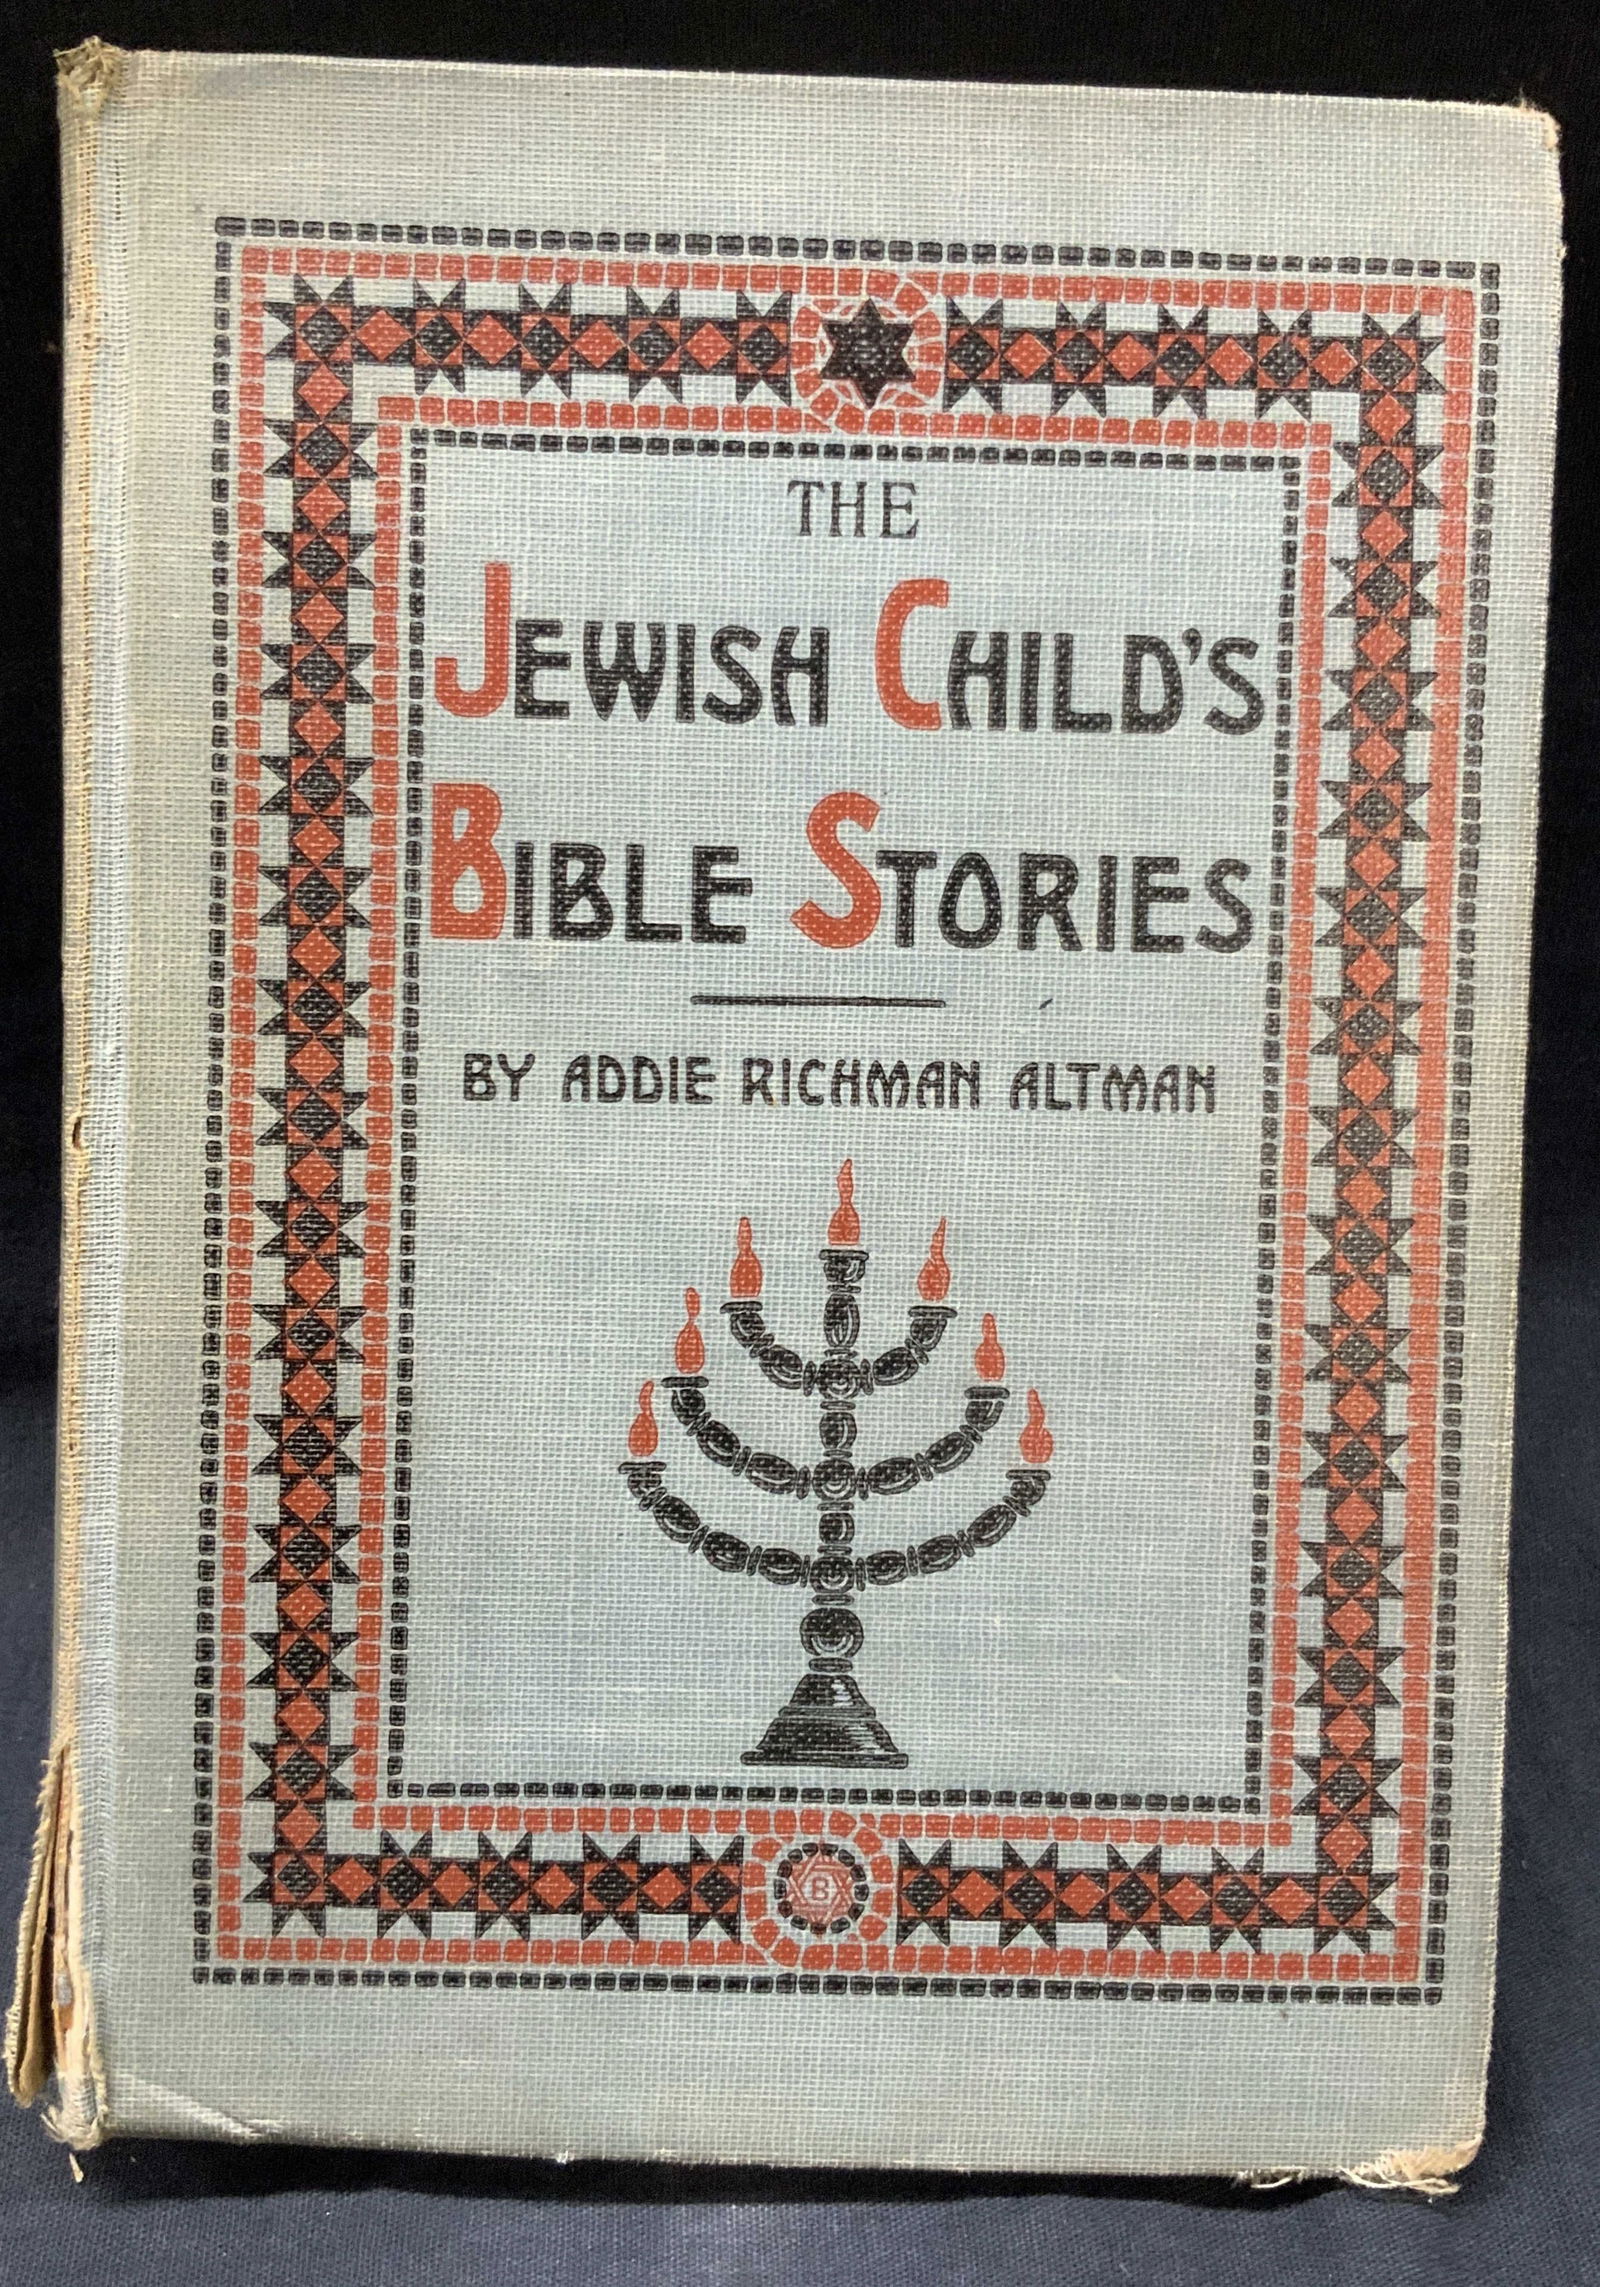 THE
JEWISH CHILD'S
BIBLE STORIES
BY ADDIE RICHMAN ALTMAN
B